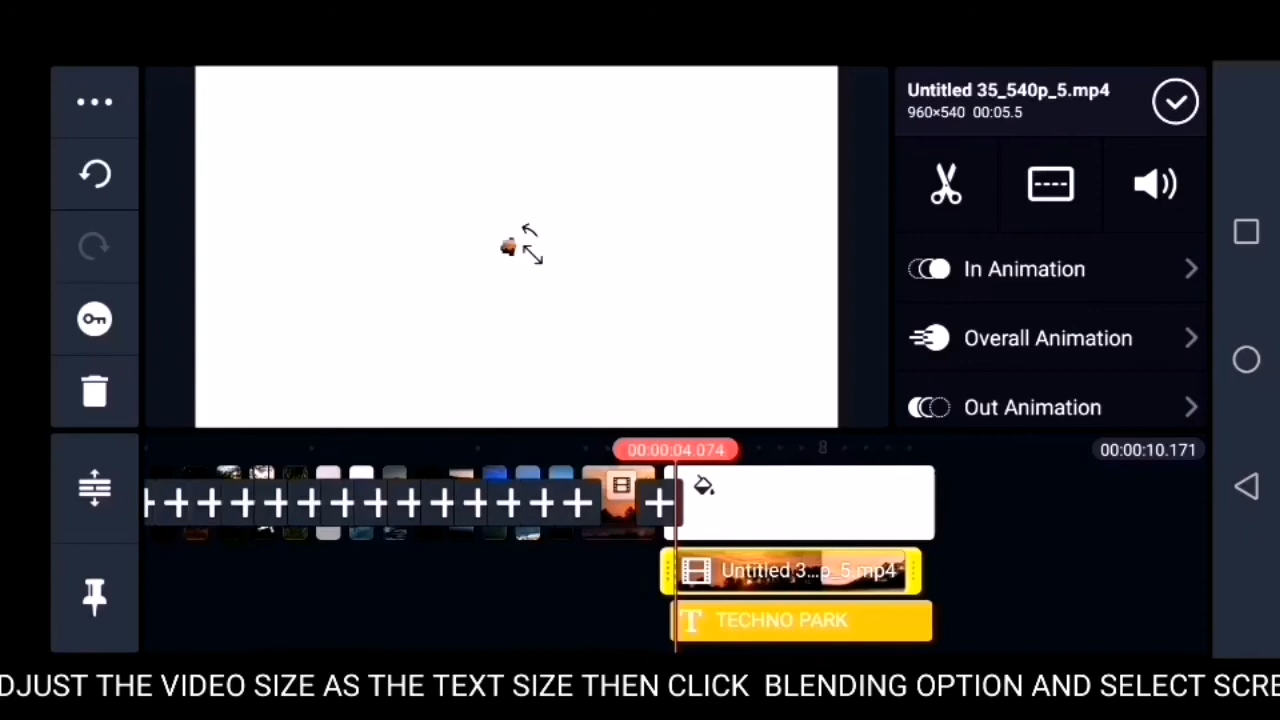 Untitled 35_540p_5.mp4
960×540 00:05.5
In Animation
Overall Animation
Out Animation
00:00:04.074
8
00:00:10.171
Untitled 3...p_5.mp4
T TECHNO PARK
DJUST THE VIDEO SIZE AS THE TEXT SIZE THEN CLICK BLENDING OPTION AND SELECT SCRE